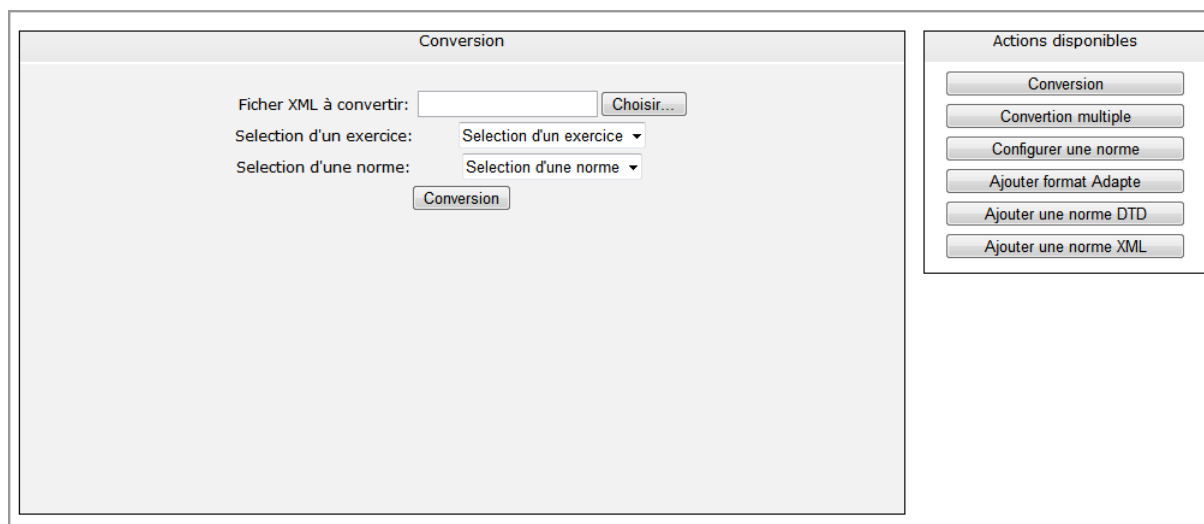 Conversion
Ficher XML à convertir: Choisir...
Selection d'un exercice: Selection d'un exercice
Selection d'une norme: Selection d'une norme
Conversion
Actions disponibles
Conversion
Convertion multiple
Configurer une norme
Ajouter format Adapte
Ajouter une norme DTD
Ajouter une norme XML